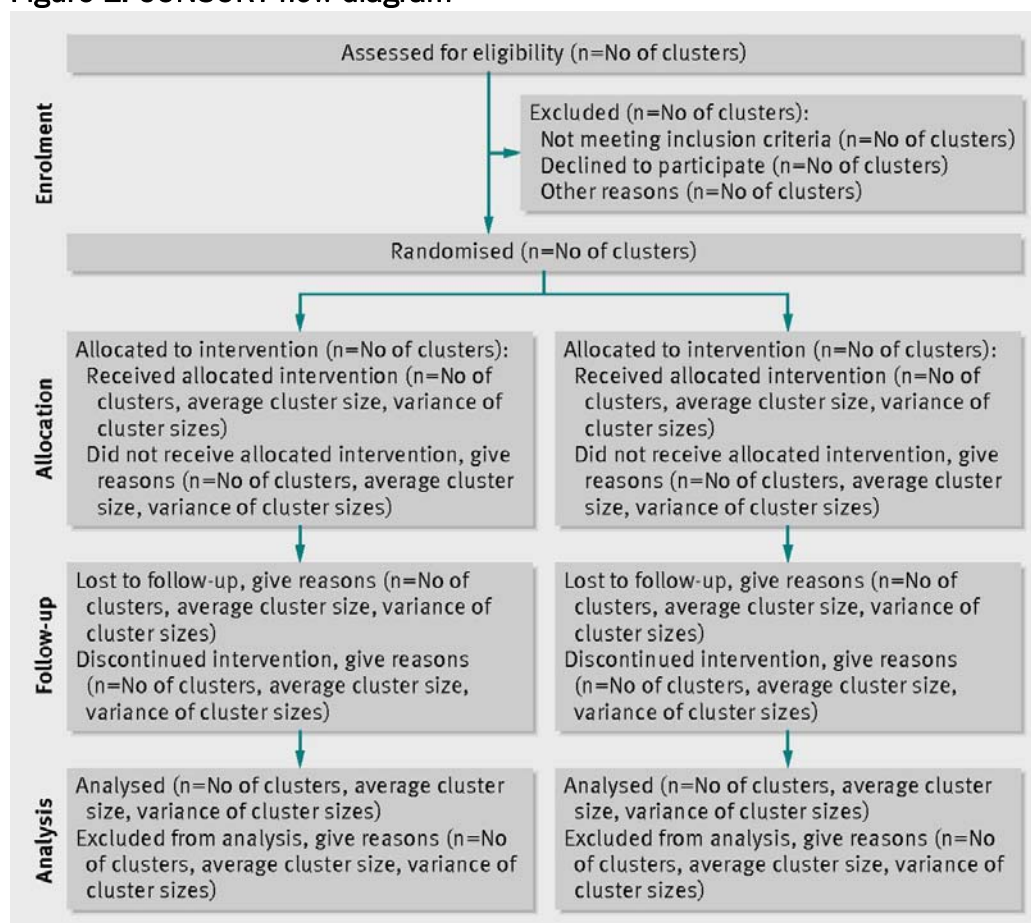 Figure 2. CONSORT flow diagram
Assessed for eligibility (n=No of clusters)
Enrolment
Excluded (n=No of clusters):
Not meeting inclusion criteria (n=No of clusters)
Declined to participate (n=No of clusters)
Other reasons (n=No of clusters)
Randomised (n=No of clusters)
Allocation
Allocated to intervention (n=No of clusters):
Received allocated intervention (n=No of
clusters, average cluster size, variance of
cluster sizes)
Did not receive allocated intervention, give
reasons (n=No of clusters, average cluster
size, variance of cluster sizes)
Allocated to intervention (n=No of clusters):
Received allocated intervention (n=No of
clusters, average cluster size, variance of
cluster sizes)
Did not receive allocated intervention, give
reasons (n=No of clusters, average cluster
size, variance of cluster sizes)
Follow-up
Lost to follow-up, give reasons (n=No of
clusters, average cluster size, variance of
cluster sizes)
Discontinued intervention, give reasons
(n=No of clusters, average cluster size,
variance of cluster sizes)
Lost to follow-up, give reasons (n=No of
clusters, average cluster size, variance of
cluster sizes)
Discontinued intervention, give reasons
(n=No of clusters, average cluster size,
variance of cluster sizes)
Analysis
Analysed (n=No of clusters, average cluster
size, variance of cluster sizes)
Excluded from analysis, give reasons (n=No
of clusters, average cluster size, variance of
cluster sizes)
Analysed (n=No of clusters, average cluster
size, variance of cluster sizes)
Excluded from analysis, give reasons (n=No
of clusters, average cluster size, variance of
cluster sizes)